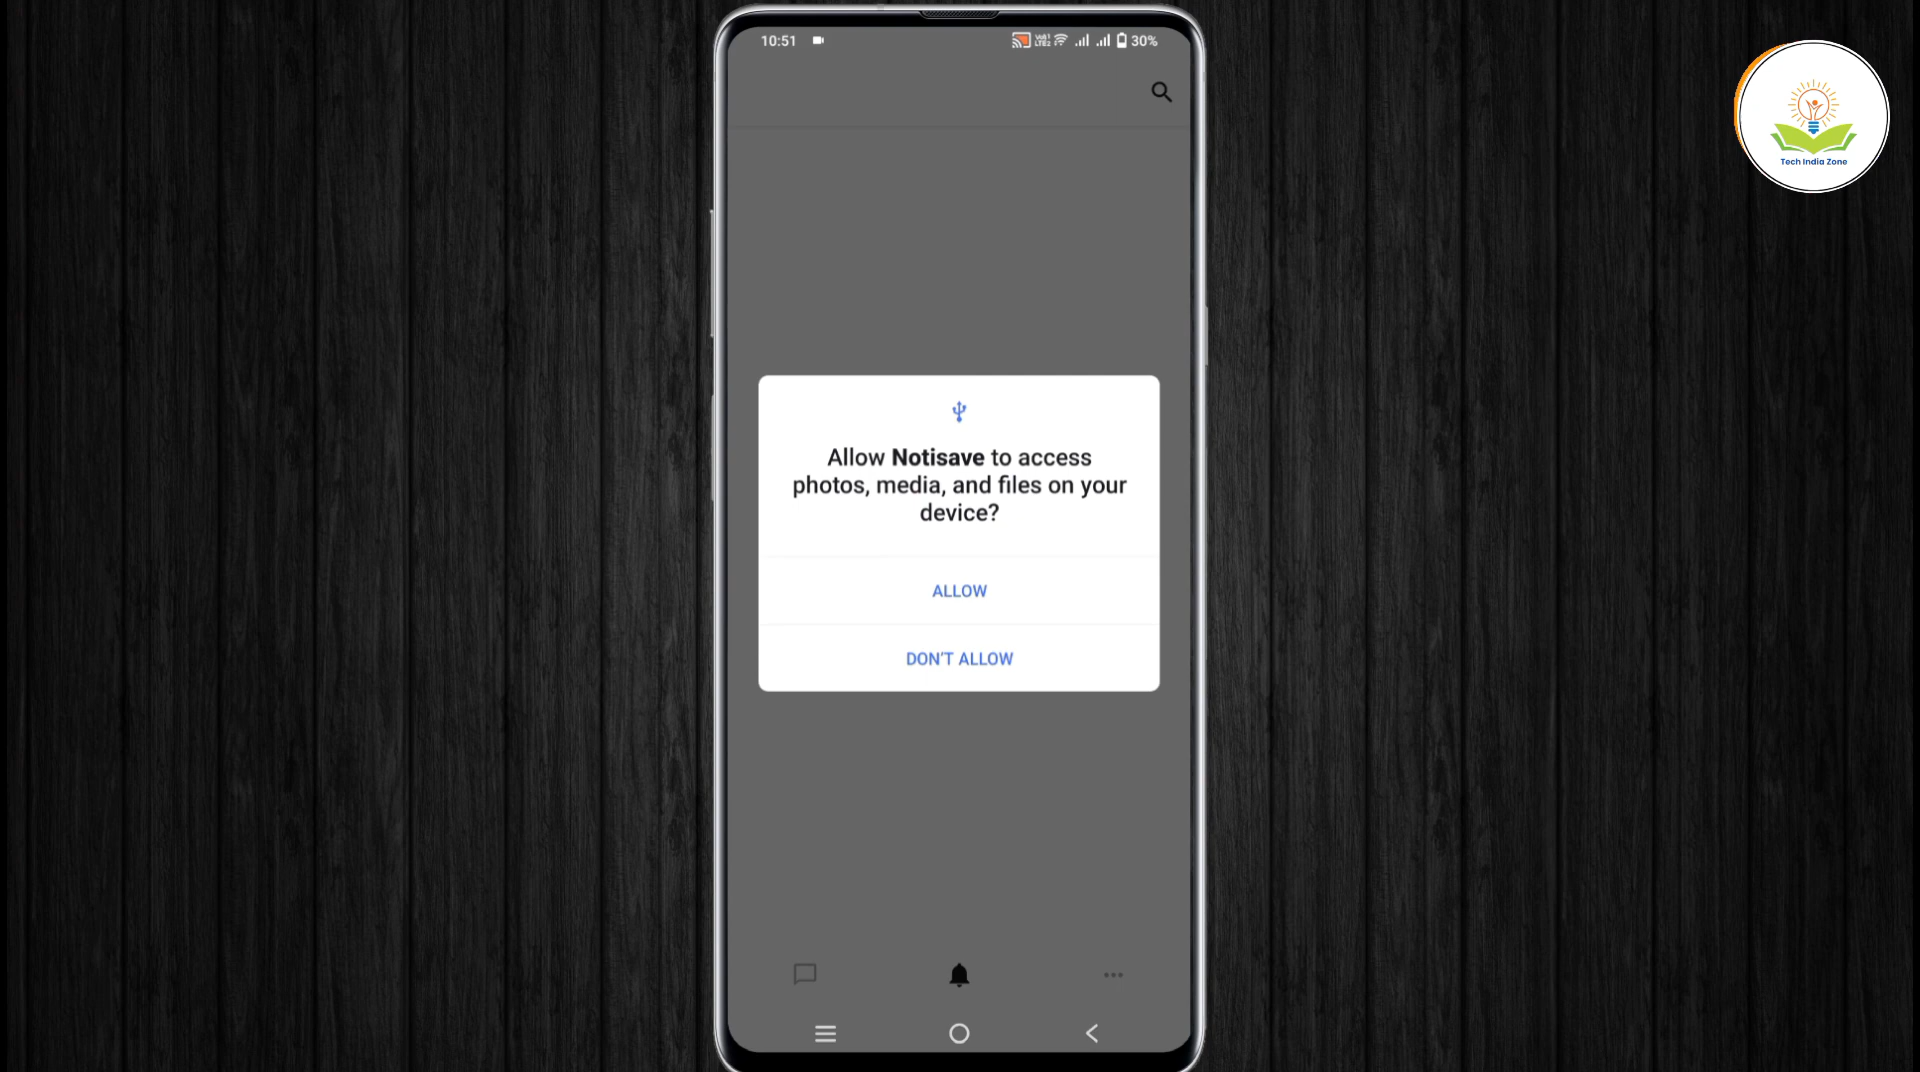 10:51
30%
Tech India Zone
Allow Notisave to access
photos, media, and files on your
device?
ALLOW
DON'T ALLOW